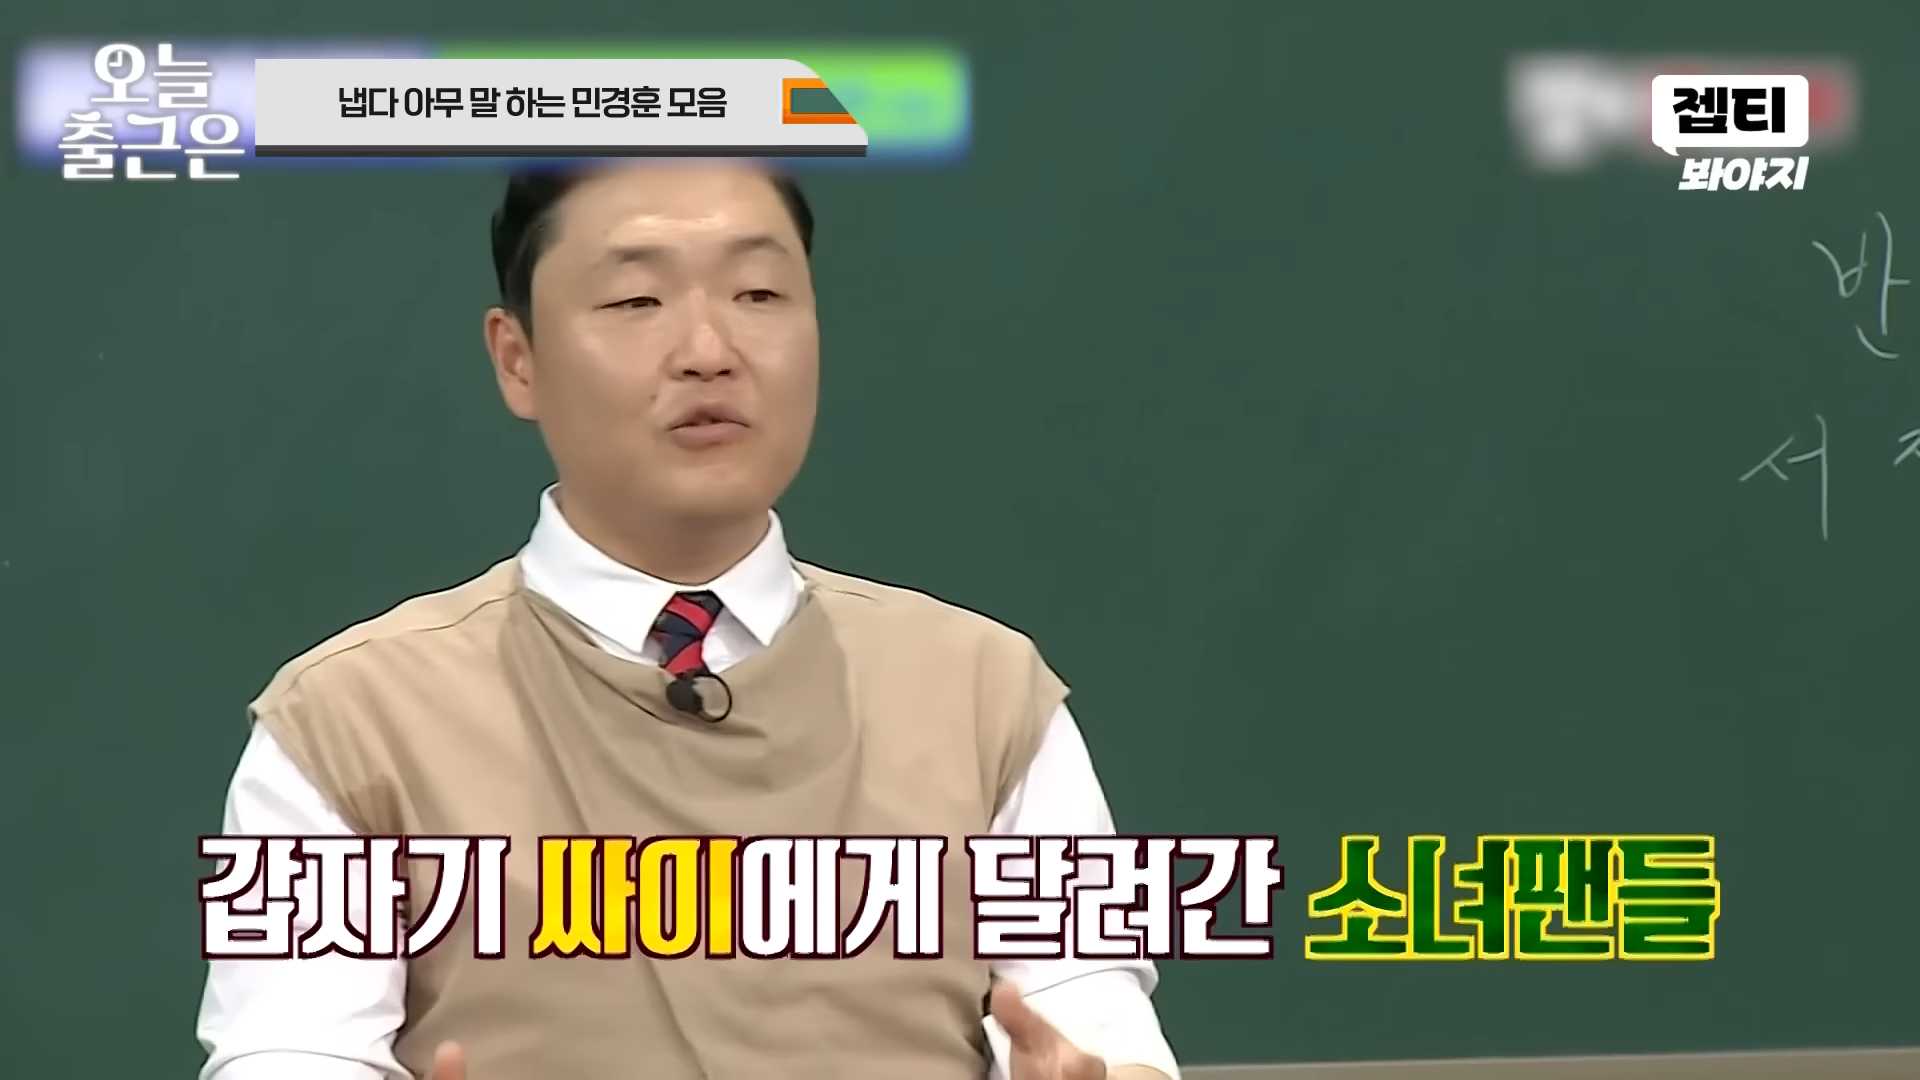 오늘
출근은
냅다 아무 말 하는 민경훈 모음
젭티
봐야지
반
서
갑자기 싸이에게 달려간 소녀팬들